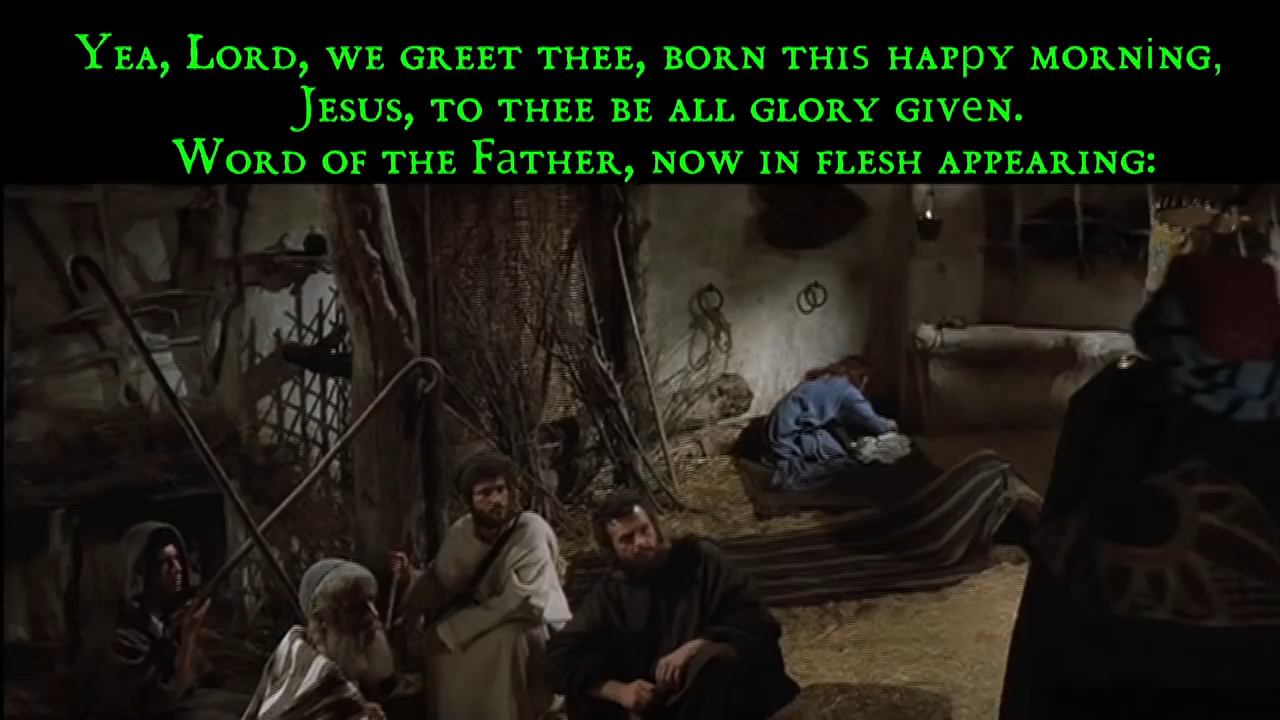 Yea, Lord, we greet thee, born this happy morning,
Jesus, to thee be all glory given.
Word of the Father, now in flesh appearing: